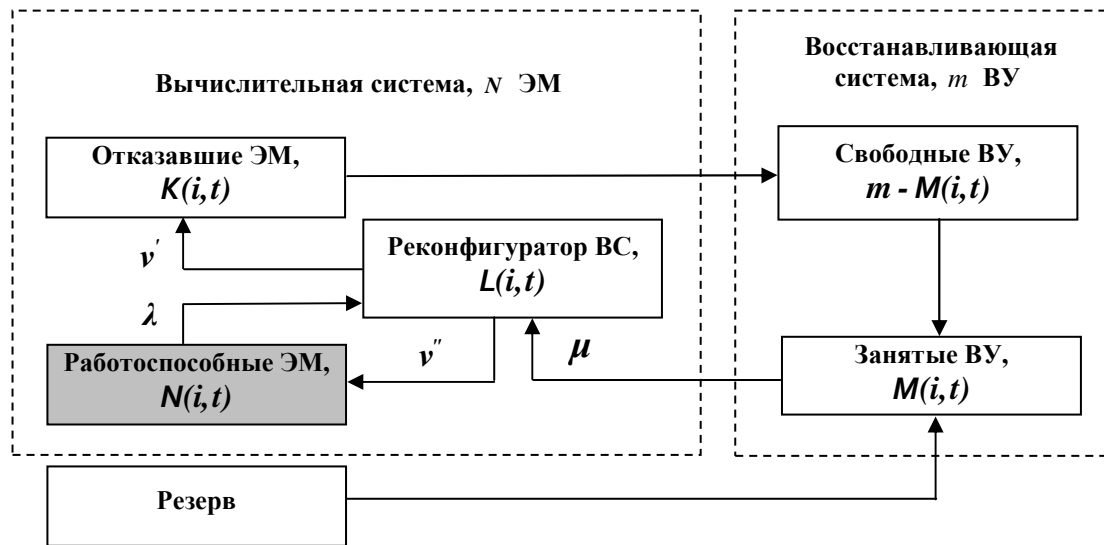 Вычислительная система, N ЭМ
Восстанавливающая
система, m ВУ
Отказавшие ЭМ,
K(i,t)
Свободные ВУ,
m - M(i,t)
ν′
Реконфигуратор ВС,
L(i,t)
λ
Работоспособные ЭМ,
N(i,t)
ν″
μ
Занятые ВУ,
M(i,t)
Резерв